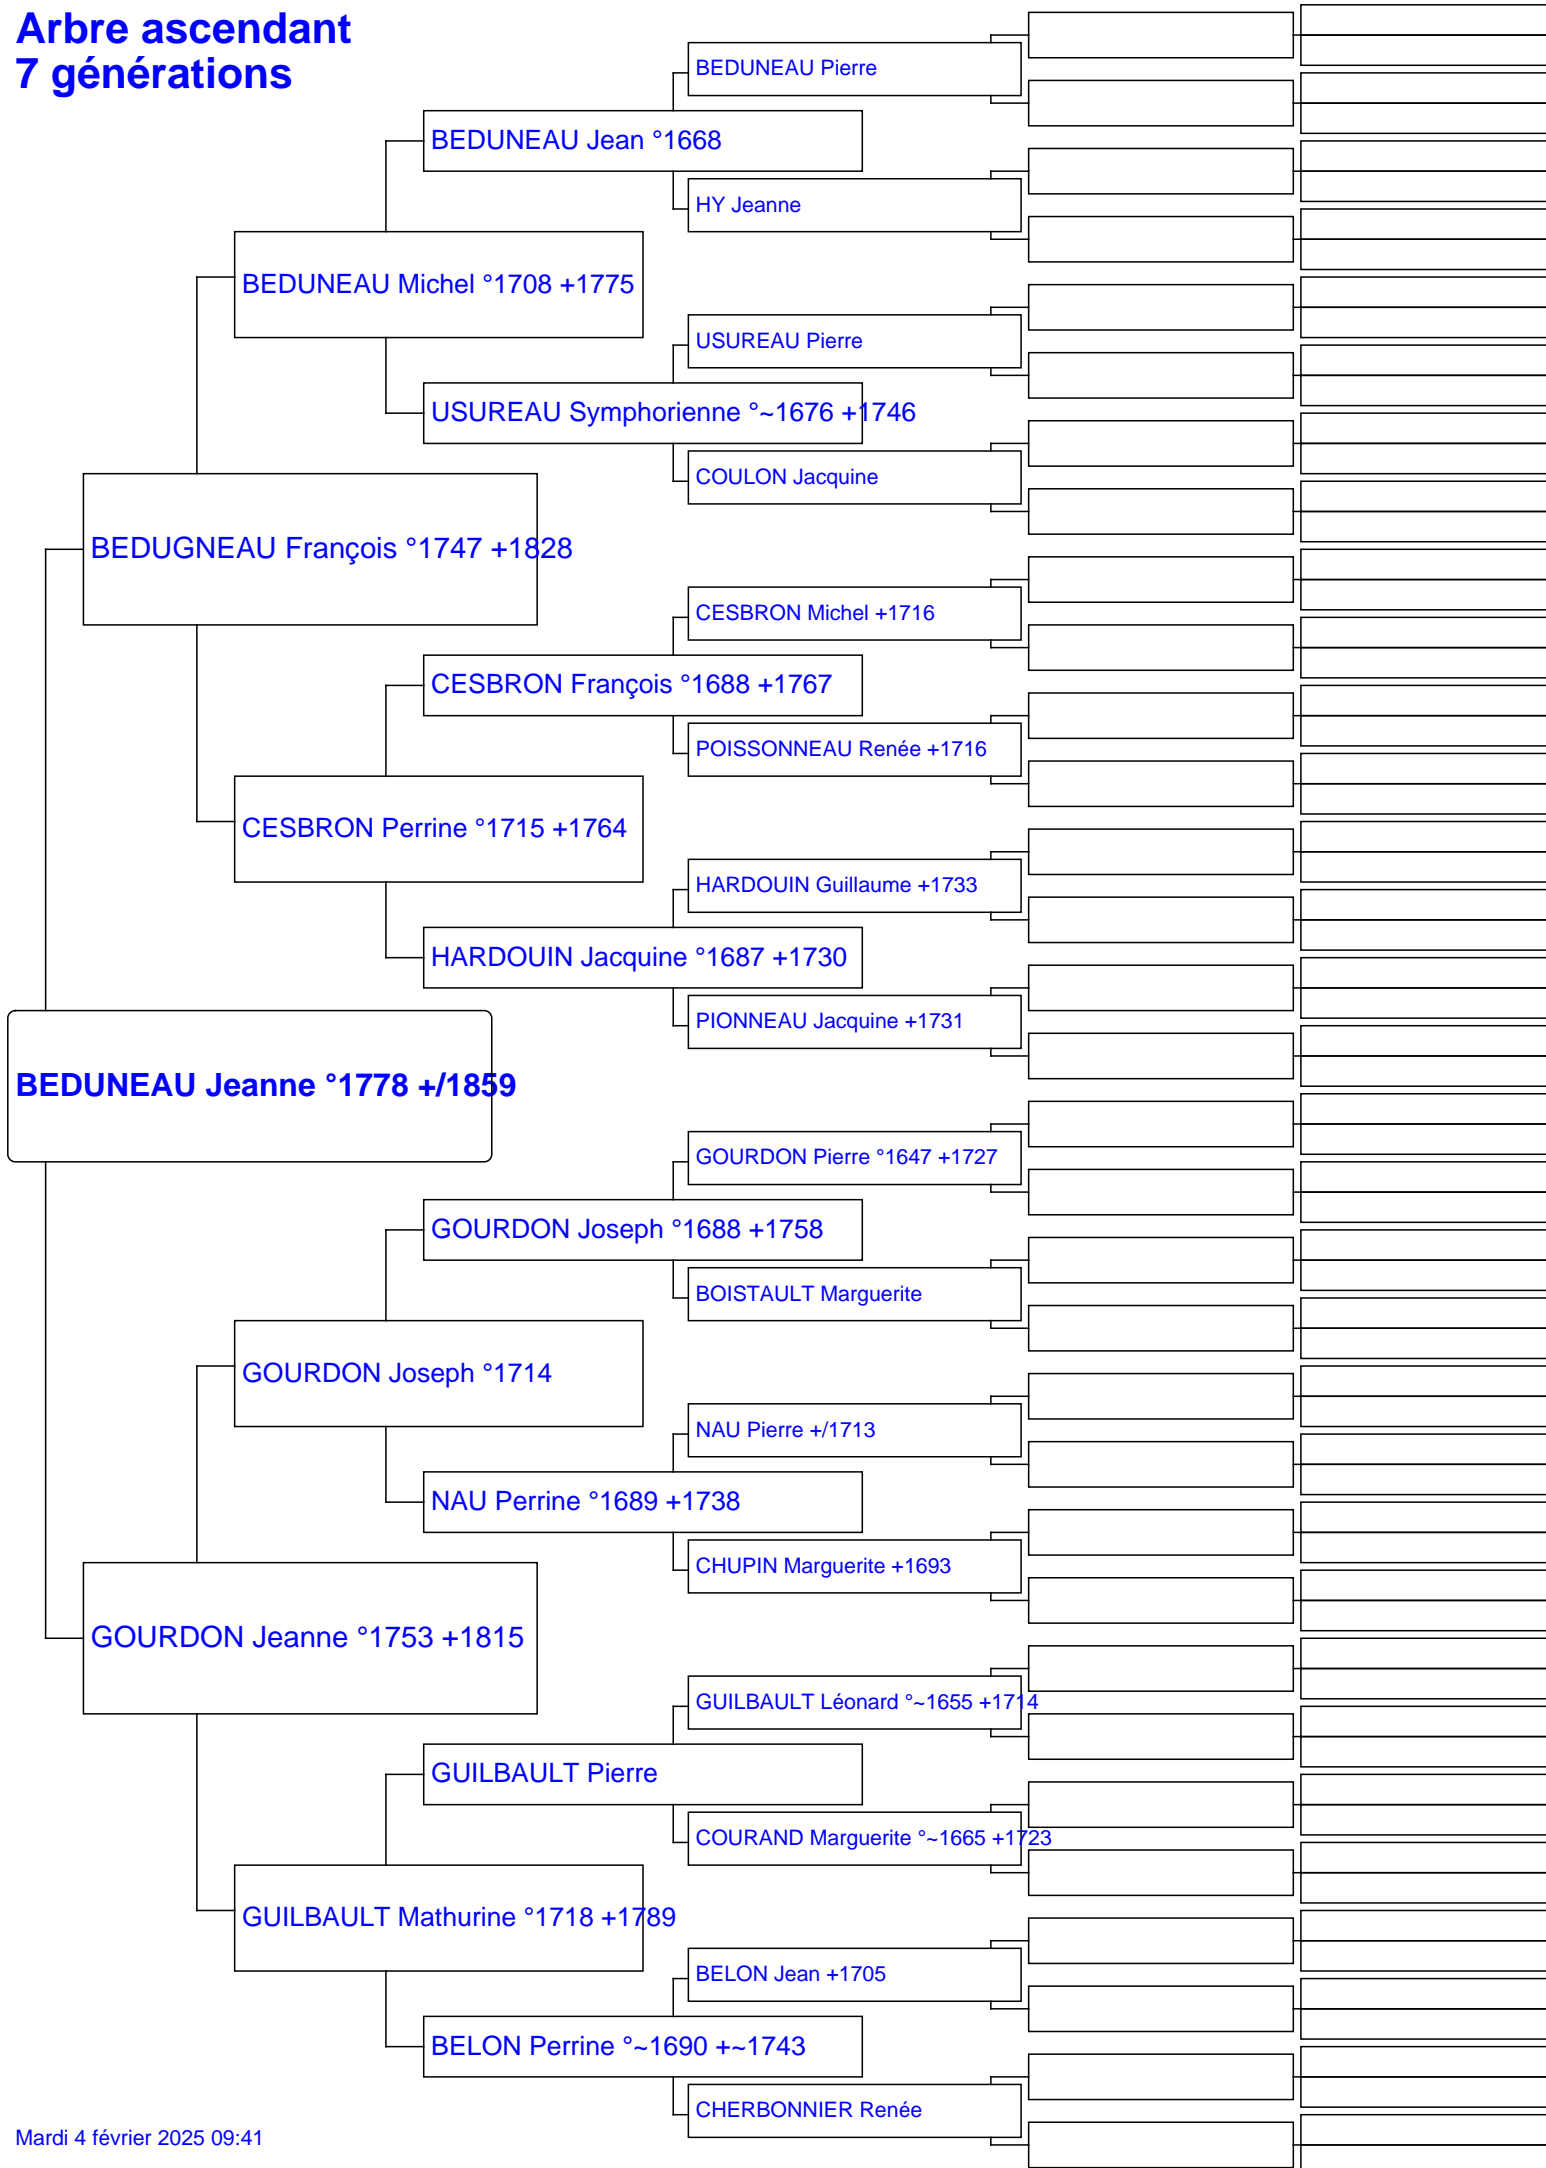 Arbre ascendant
7 générations
BEDUNEAU Pierre
BEDUNEAU Jean °1668
HY Jeanne
BEDUNEAU Michel °1708 +1775
USUREAU Pierre
USUREAU Symphorienne °~1676 +1746
COULON Jacquine
BEDUGNEAU François °1747 +1828
CESBRON Michel +1716
CESBRON François °1688 +1767
POISSONNEAU Renée +1716
CESBRON Perrine °1715 +1764
HARDOUIN Guillaume +1733
HARDOUIN Jacquine °1687 +1730
PIONNEAU Jacquine +1731
BEDUNEAU Jeanne °1778 +/1859
GOURDON Pierre °1647 +1727
GOURDON Joseph °1688 +1758
BOISTAULT Marguerite
GOURDON Joseph °1714
NAU Pierre +/1713
NAU Perrine °1689 +1738
CHUPIN Marguerite +1693
GOURDON Jeanne °1753 +1815
GUILBAULT Léonard °~1655 +1714
GUILBAULT Pierre
COURAND Marguerite °~1665 +1723
GUILBAULT Mathurine °1718 +1789
BELON Jean +1705
BELON Perrine °~1690 +~1743
CHERBONNIER Renée
Mardi 4 février 2025 09:41